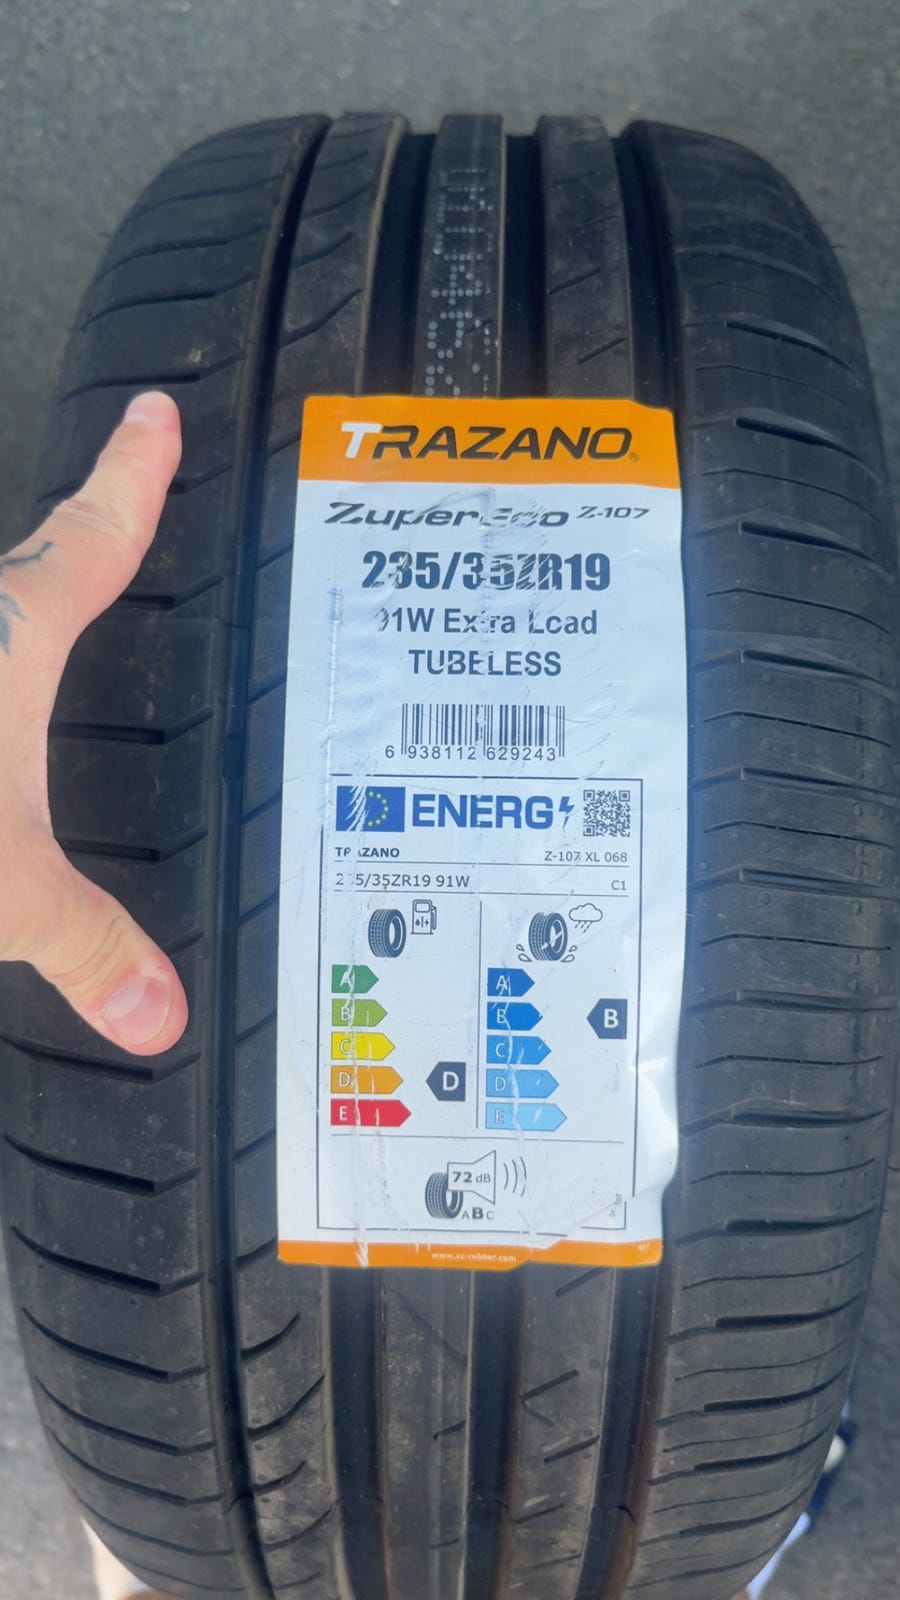 TRAZANO®
ZuperEco Z-107
235/35ZR19
91W Extra Load
TUBELESS
6 938112 629243
ENERG
TRAZANO Z-107 XL 068
235/35ZR19 91W C1
A
B
C
D
E
D
A
B
C
D
E
B
72 dB
ABC
www.zc-rubber.com